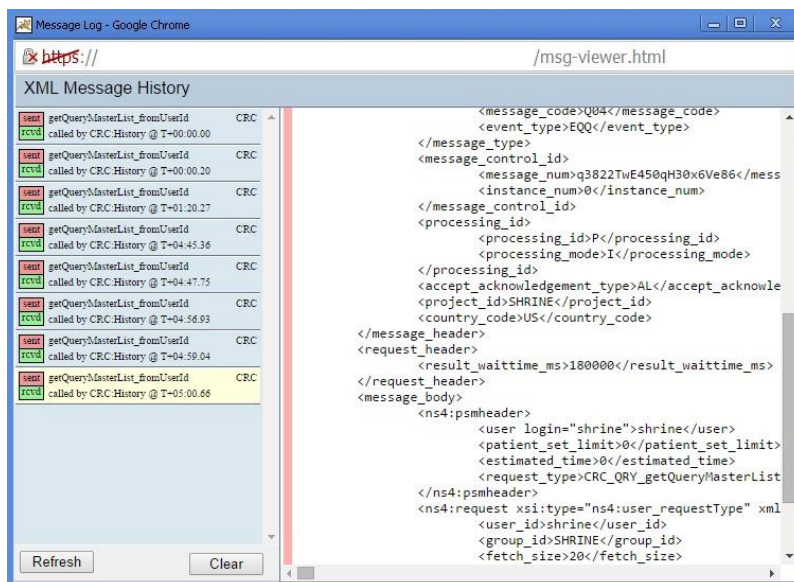 Message Log - Google Chrome
https:// /msg-viewer.html
XML Message History
sent getQueryMasterList_fromUserId CRC
rcvd called by CRC:History @ T+00:00.00
sent getQueryMasterList_fromUserId CRC
rcvd called by CRC:History @ T+00:00.20
sent getQueryMasterList_fromUserId CRC
rcvd called by CRC:History @ T+01:20.27
sent getQueryMasterList_fromUserId CRC
rcvd called by CRC:History @ T+04:45.36
sent getQueryMasterList_fromUserId CRC
rcvd called by CRC:History @ T+04:47.75
sent getQueryMasterList_fromUserId CRC
rcvd called by CRC:History @ T+04:56.93
sent getQueryMasterList_fromUserId CRC
rcvd called by CRC:History @ T+04:59.04
sent getQueryMasterList_fromUserId CRC
rcvd called by CRC:History @ T+05:00.66
Refresh
Clear
<message_code>Q04</message_code>
<event_type>EQQ</event_type>
</message_type>
<message_control_id>
<message_num>q3822TwE450qH30x6Ve86</mess
<instance_num>0</instance_num>
</message_control_id>
<processing_id>
<processing_id>P</processing_id>
<processing_mode>I</processing_mode>
</processing_id>
<accept_acknowledgement_type>AL</accept_acknowle
<project_id>SHRINE</project_id>
<country_code>US</country_code>
</message_header>
<request_header>
<result_waittime_ms>180000</result_waittime_ms>
</request_header>
<message_body>
<ns4:psmheader>
<user login="shrine">shrine</user>
<patient_set_limit>0</patient_set_limit>
<estimated_time>0</estimated_time>
<request_type>CRC_QRY_getQueryMasterList
</ns4:psmheader>
<ns4:request xsi:type="ns4:user_requestType" xml
<user_id>shrine</user_id>
<group_id>SHRINE</group_id>
<fetch_size>20</fetch_size>